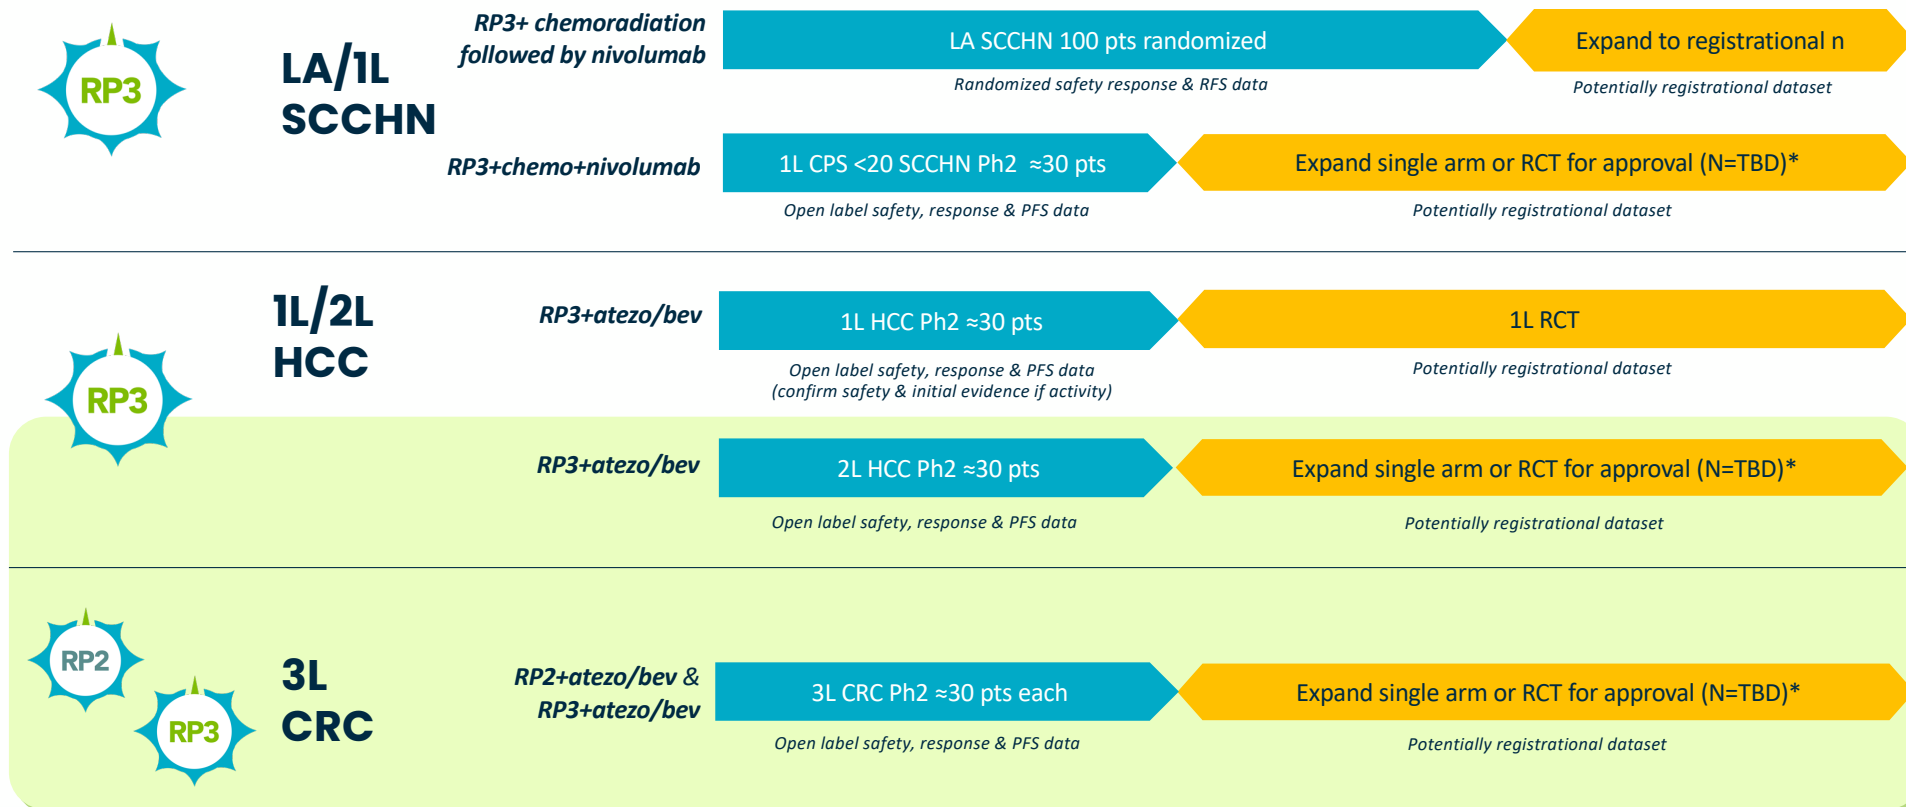 RP3
LA/1L
SCCHN
RP3+ chemoradiation
followed by nivolumab
LA SCCHN 100 pts randomized
Expand to registrational n
Randomized safety response & RFS data
Potentially registrational dataset
RP3+chemo+nivolumab
1L CPS <20 SCCHN Ph2 ≈30 pts
Expand single arm or RCT for approval (N=TBD)*
Open label safety, response & PFS data
Potentially registrational dataset
1L/2L
HCC
RP3
RP3+atezo/bev
1L HCC Ph2 ≈30 pts
1L RCT
Open label safety, response & PFS data
(confirm safety & initial evidence if activity)
Potentially registrational dataset
RP3+atezo/bev
2L HCC Ph2 ≈30 pts
Expand single arm or RCT for approval (N=TBD)*
Open label safety, response & PFS data
Potentially registrational dataset
RP2
RP3
3L
CRC
RP2+atezo/bev &
RP3+atezo/bev
3L CRC Ph2 ≈30 pts each
Expand single arm or RCT for approval (N=TBD)*
Open label safety, response & PFS data
Potentially registrational dataset